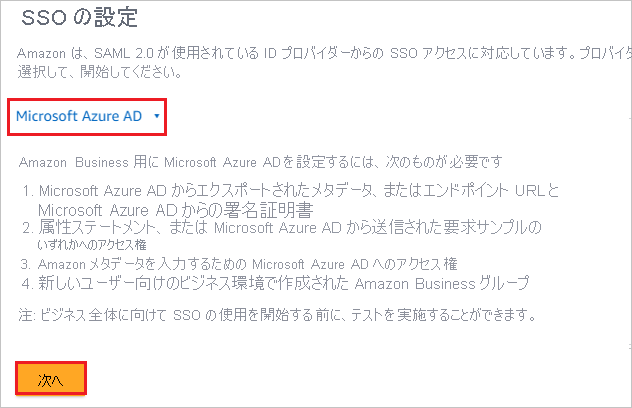 SSO の設定
Amazon は、SAML 2.0 が使用されている ID プロバイダーからの SSO アクセスに対応しています。プロバイダ
選択して、開始してください。
Microsoft Azure AD
Amazon Business 用に Microsoft Azure ADを設定するには、次のものが必要です
1. Microsoft Azure AD からエクスポートされたメタデータ、またはエンドポイント URLと
Microsoft Azure AD からの署名証明書
2. 属性ステートメント、または Microsoft Azure AD から送信された要求サンプルの
いずれかへのアクセス権
3. Amazonメタデータを入力するための Microsoft Azure AD へのアクセス権
4. 新しいユーザー向けのビジネス環境で作成された Amazon Businessグループ
注: ビジネス全体に向けて SSO の使用を開始する前に、テストを実施することができます。
次へ